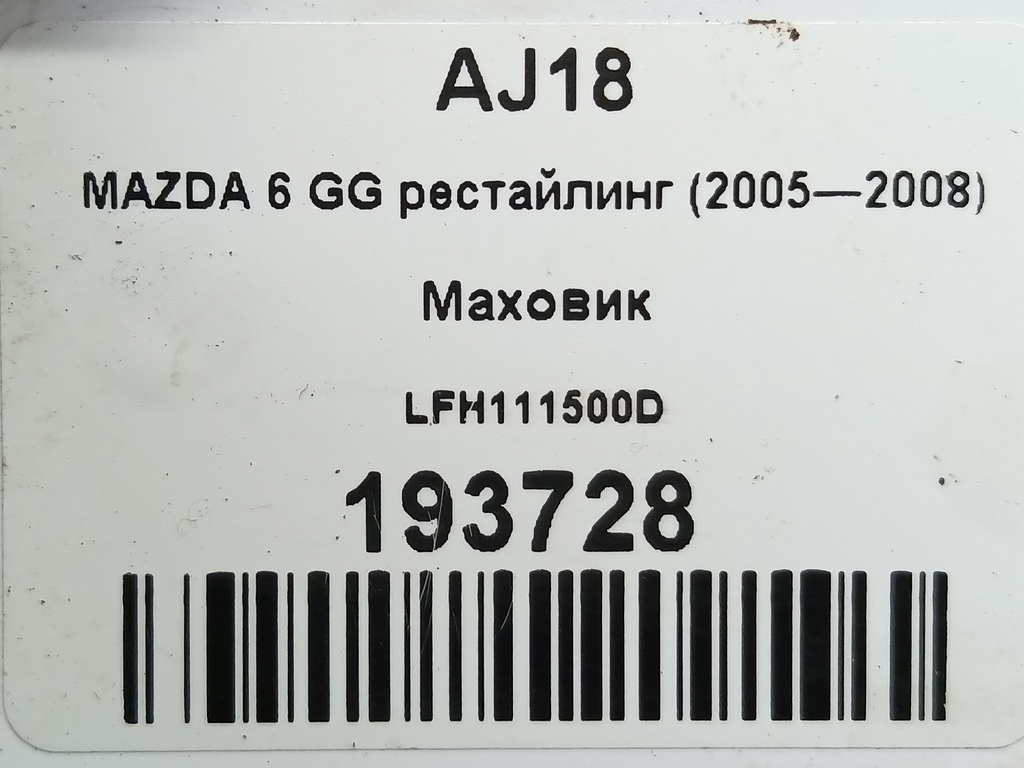 AJ18
MAZDA 6 GG рестайлинг (2005—2008)
Маховик
LFH111500D
193728